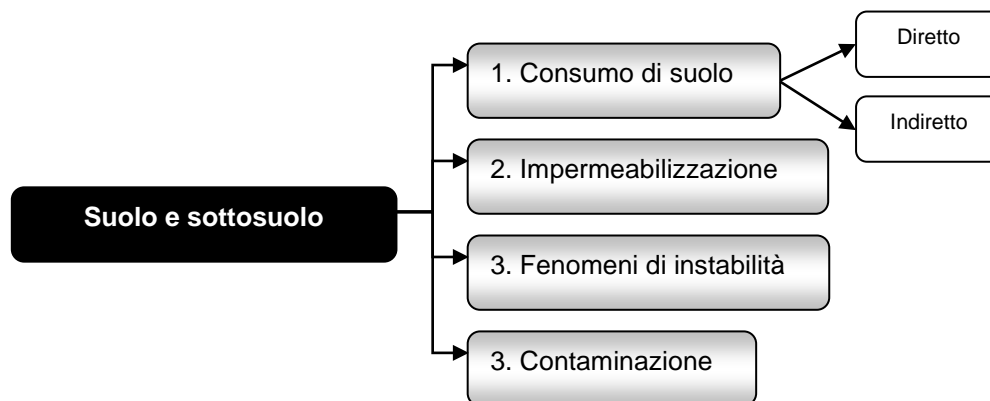 Suolo e sottosuolo
1. Consumo di suolo
Diretto
Indiretto
2. Impermeabilizzazione
3. Fenomeni di instabilità
3. Contaminazione